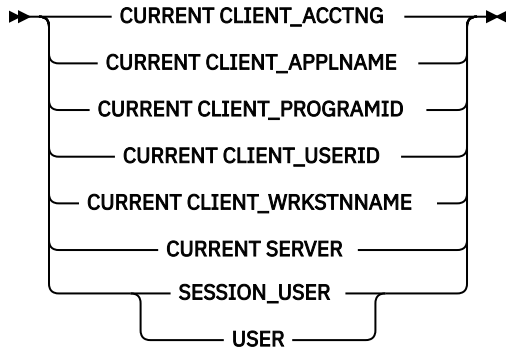 CURRENT CLIENT_ACCTNG
CURRENT CLIENT_APPLNAME
CURRENT CLIENT_PROGRAMID
CURRENT CLIENT_USERID
CURRENT CLIENT_WRKSTNNAME
CURRENT SERVER
SESSION_USER
USER